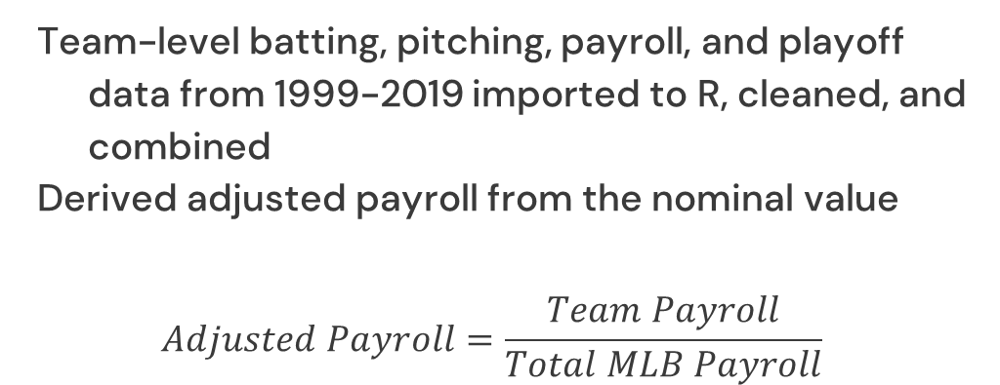 Team-level batting, pitching, payroll, and playoff
data from 1999-2019 imported to R, cleaned, and
combined
Derived adjusted payroll from the nominal value
Adjusted Payroll = Team Payroll / Total MLB Payroll